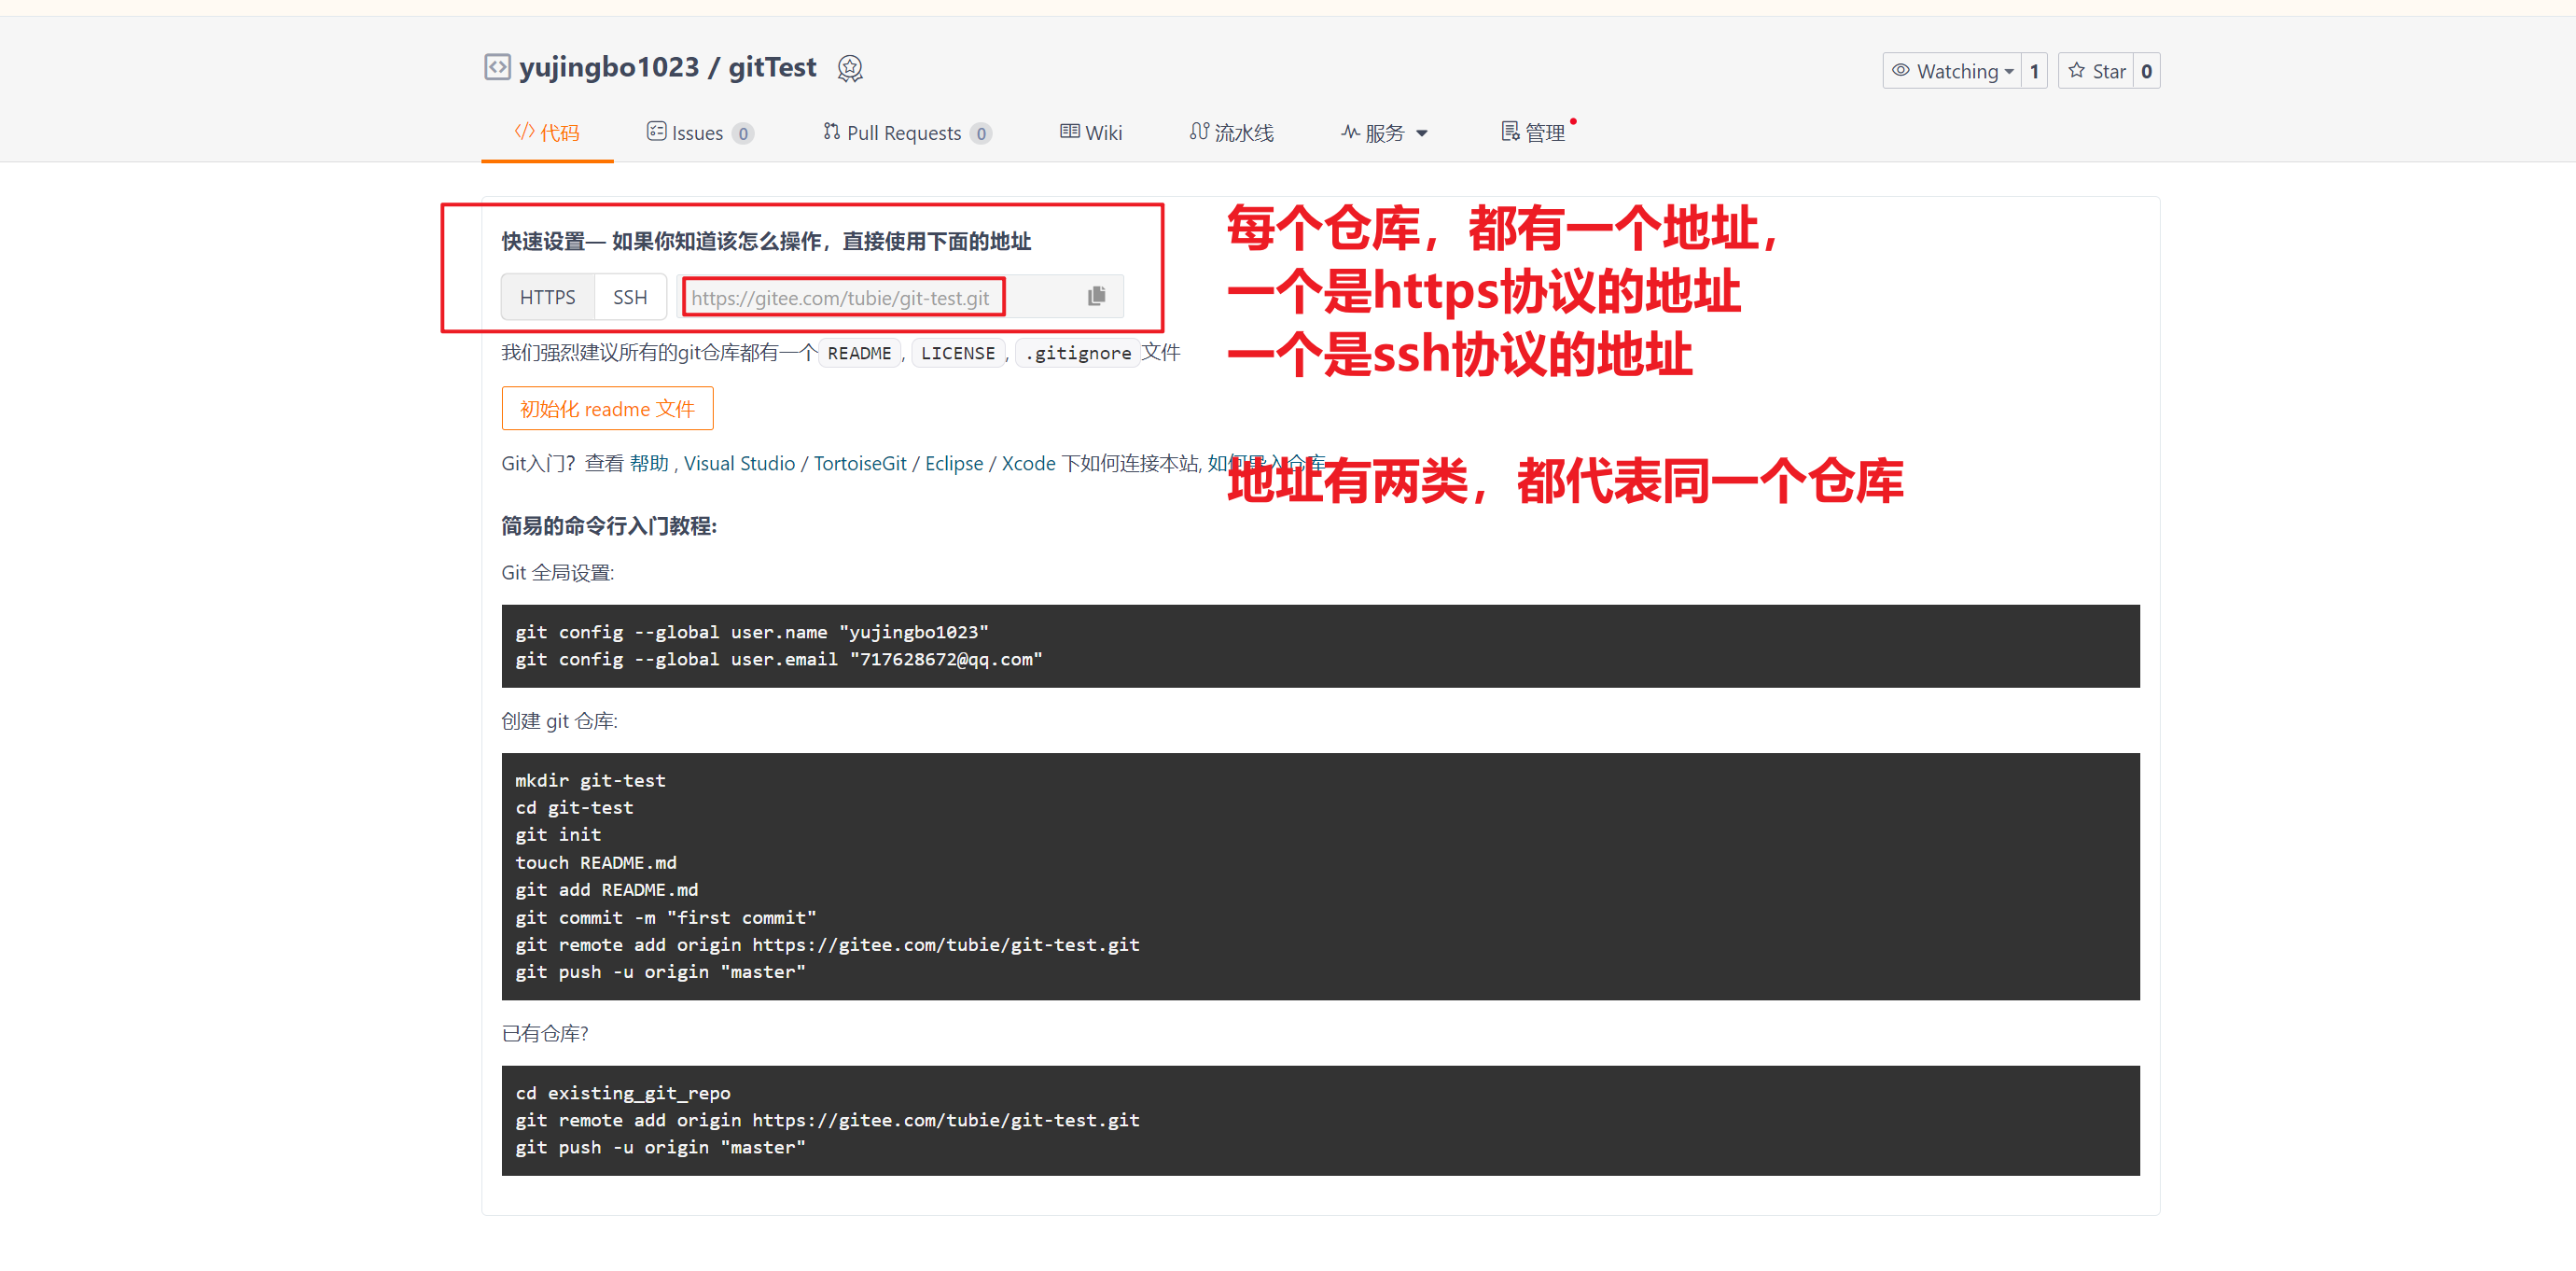 yujingbo1023 / gitTest
Watching 1 Star 0
代码 Issues 0 Pull Requests 0 Wiki 流水线 服务 管理
快速设置— 如果你知道该怎么操作，直接使用下面的地址
HTTPS SSH https://gitee.com/tubie/git-test.git
我们强烈建议所有的git仓库都有一个 README, LICENSE, .gitignore 文件
初始化 readme 文件
Git入门？查看 帮助 , Visual Studio / TortoiseGit / Eclipse / Xcode 下如何连接本站, 如何导入仓库
每个仓库，都有一个地址，
一个是https协议的地址
一个是ssh协议的地址
地址有两类，都代表同一个仓库
简易的命令行入门教程:
Git 全局设置:
git config --global user.name "yujingbo1023"
git config --global user.email "717628672@qq.com"
创建 git 仓库:
mkdir git-test
cd git-test
git init
touch README.md
git add README.md
git commit -m "first commit"
git remote add origin https://gitee.com/tubie/git-test.git
git push -u origin "master"
已有仓库?
cd existing_git_repo
git remote add origin https://gitee.com/tubie/git-test.git
git push -u origin "master"